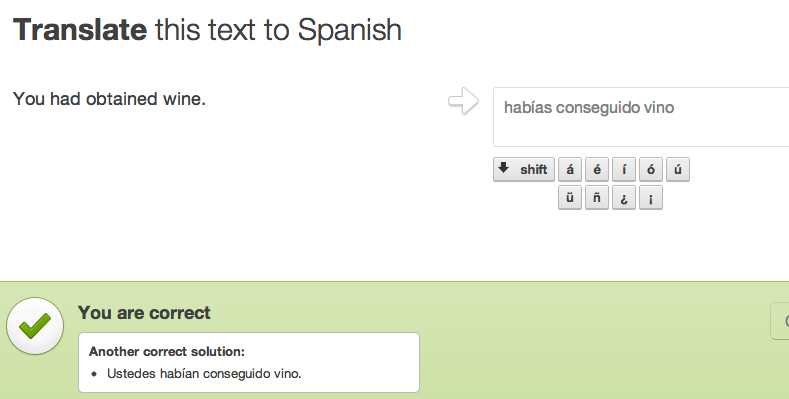 Translate this text to Spanish
You had obtained wine.
habías conseguido vino
shift á é í ó ú
ü ñ ¿ ¡
You are correct
Another correct solution:
• Ustedes habían conseguido vino.